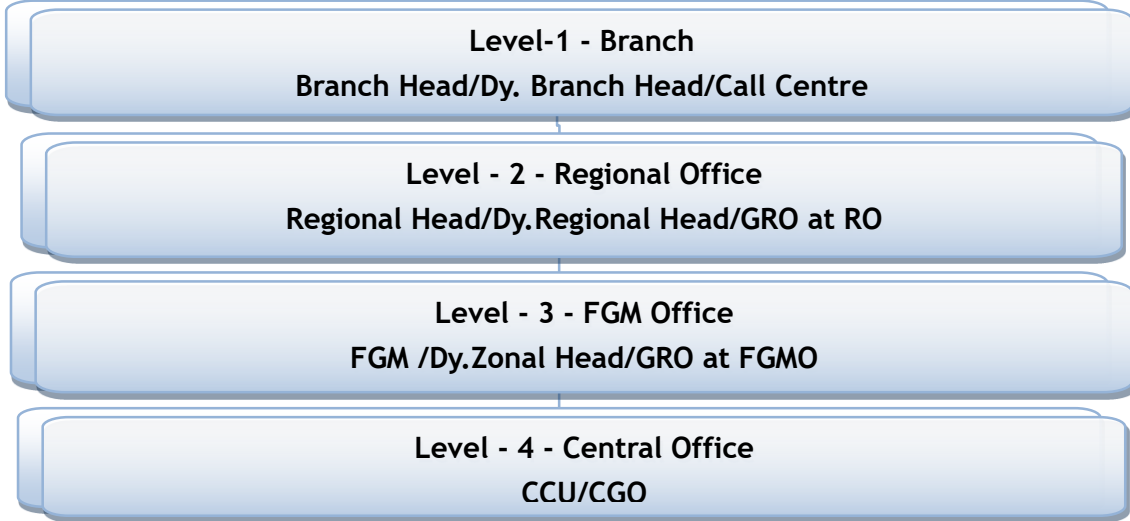 Level-1 - Branch
Branch Head/Dy. Branch Head/Call Centre
Level - 2 - Regional Office
Regional Head/Dy.Regional Head/GRO at RO
Level - 3 - FGM Office
FGM /Dy.Zonal Head/GRO at FGMO
Level - 4 - Central Office
CCU/CGO